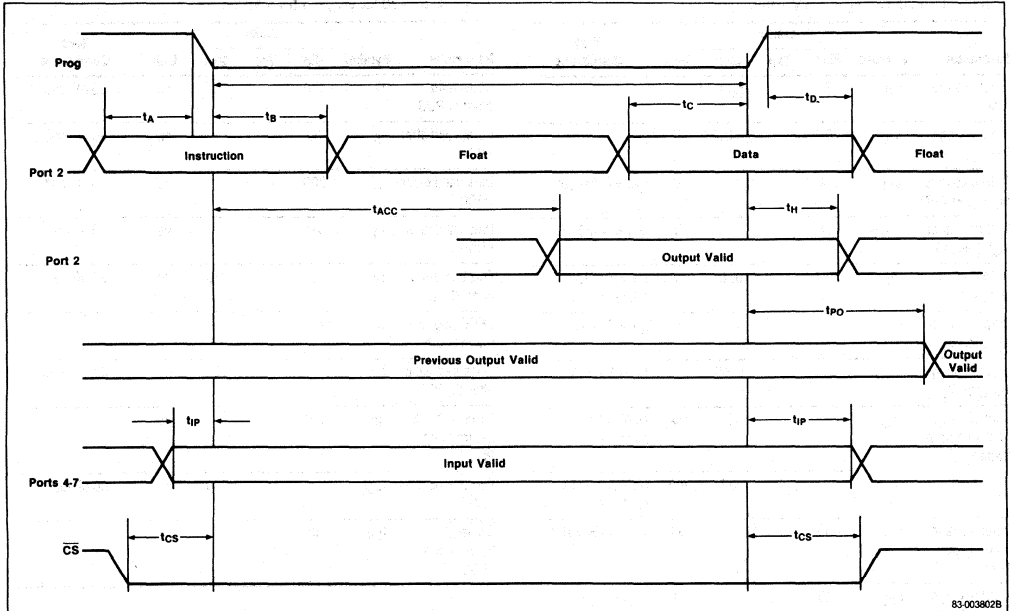 Prog
tA
tB
tC
tD
Port 2
Instruction
Float
Data
Float
tACC
tH
Port 2
Output Valid
tPO
Previous Output Valid
Output
Valid
tIP
tIP
Ports 4-7
Input Valid
tCS
tCS
CS
83-003802B